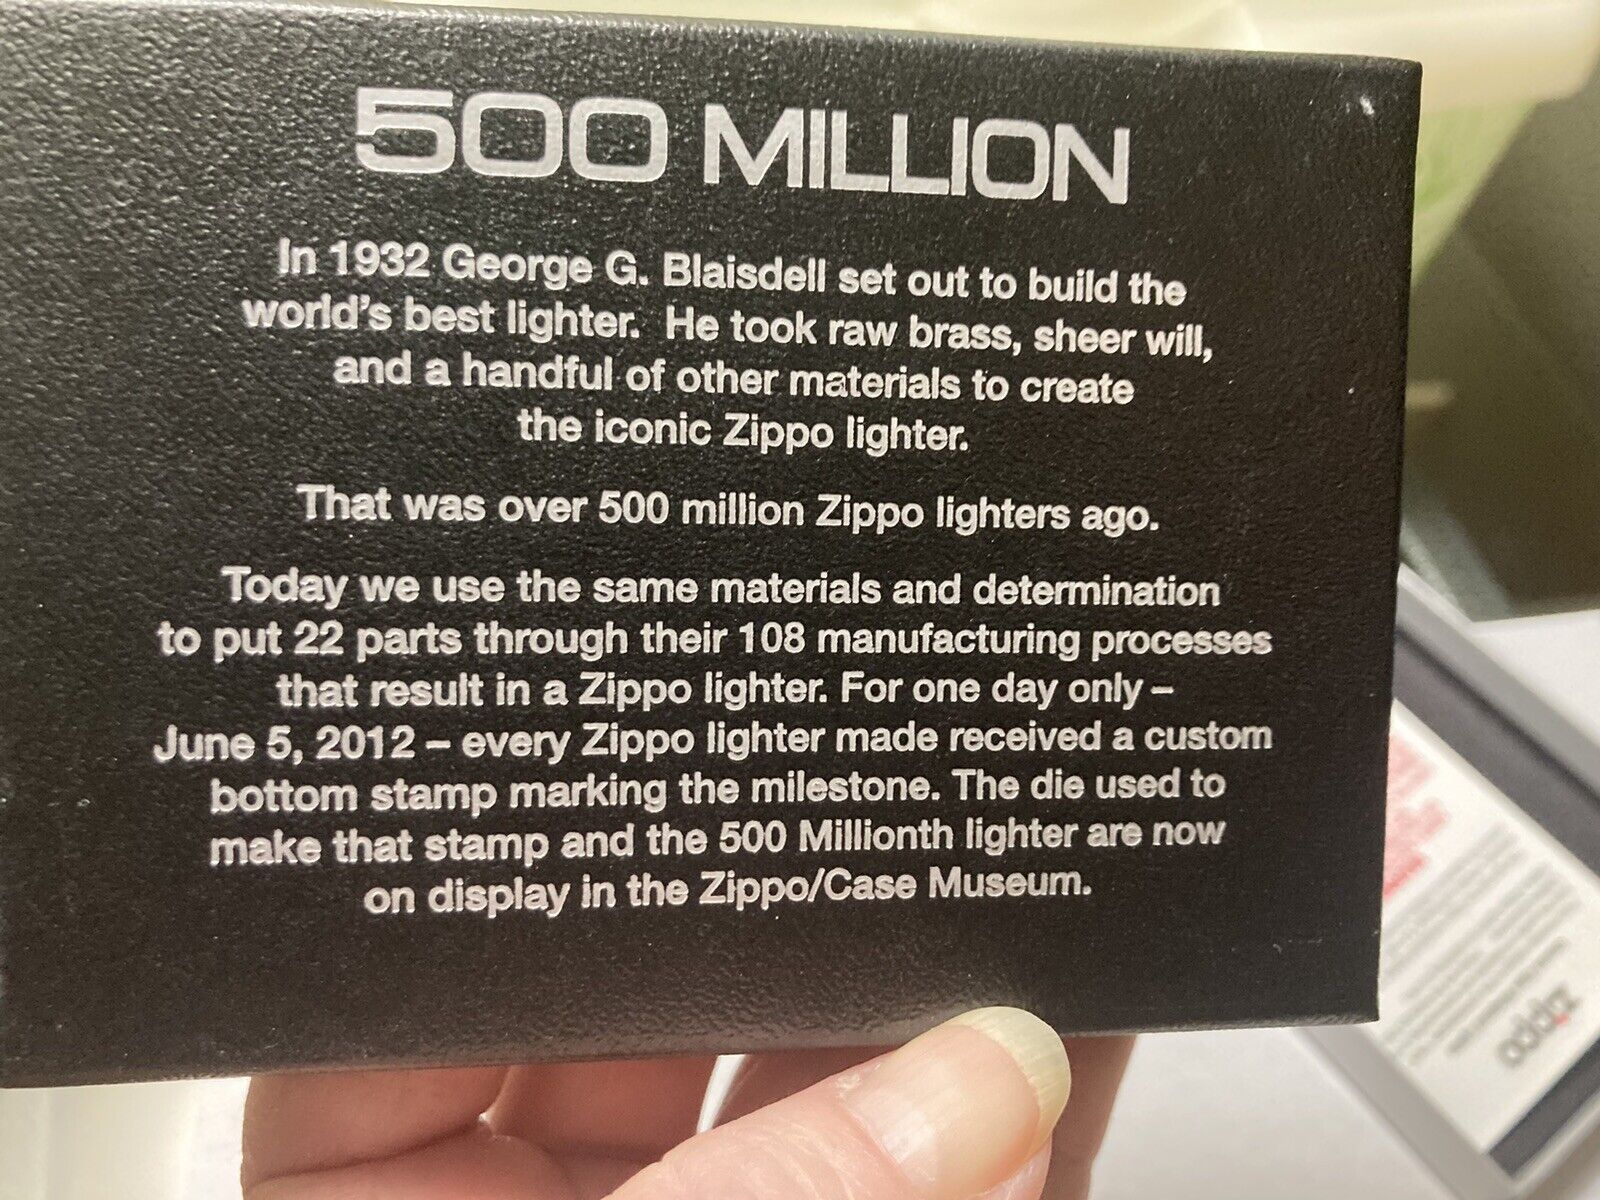 500 MILLION
In 1932 George G. Blaisdell set out to build the
world's best lighter. He took raw brass, sheer will,
and a handful of other materials to create
the iconic Zippo lighter.
That was over 500 million Zippo lighters ago.
Today we use the same materials and determination
to put 22 parts through their 108 manufacturing processes
that result in a Zippo lighter. For one day only –
June 5, 2012 – every Zippo lighter made received a custom
bottom stamp marking the milestone. The die used to
make that stamp and the 500 Millionth lighter are now
on display in the Zippo/Case Museum.
zippo